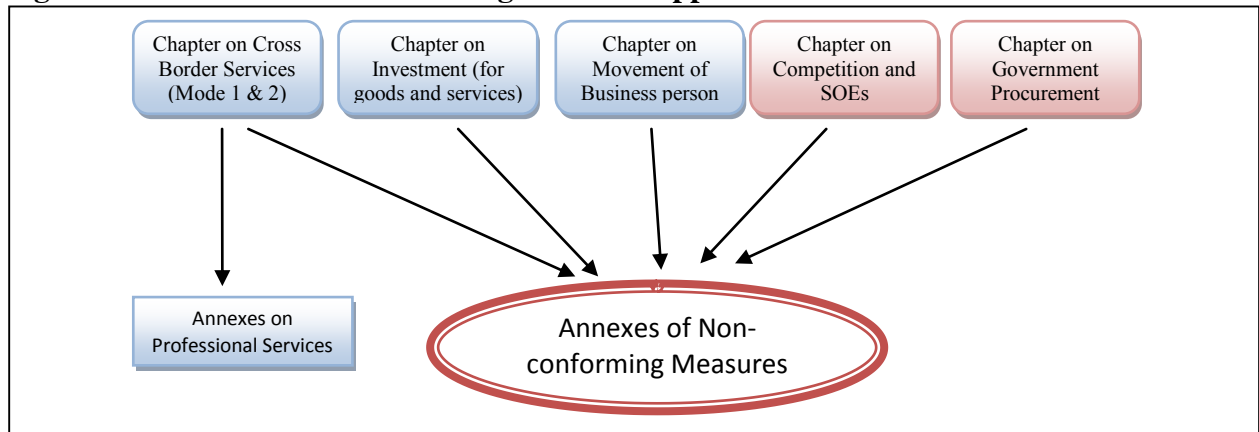 Chapter on Cross
Border Services
(Mode 1 & 2)
Chapter on
Investment (for
goods and services)
Chapter on
Movement of
Business person
Chapter on
Competition and
SOEs
Chapter on
Government
Procurement
Annexes on
Professional Services
Annexes of Non-
conforming Measures